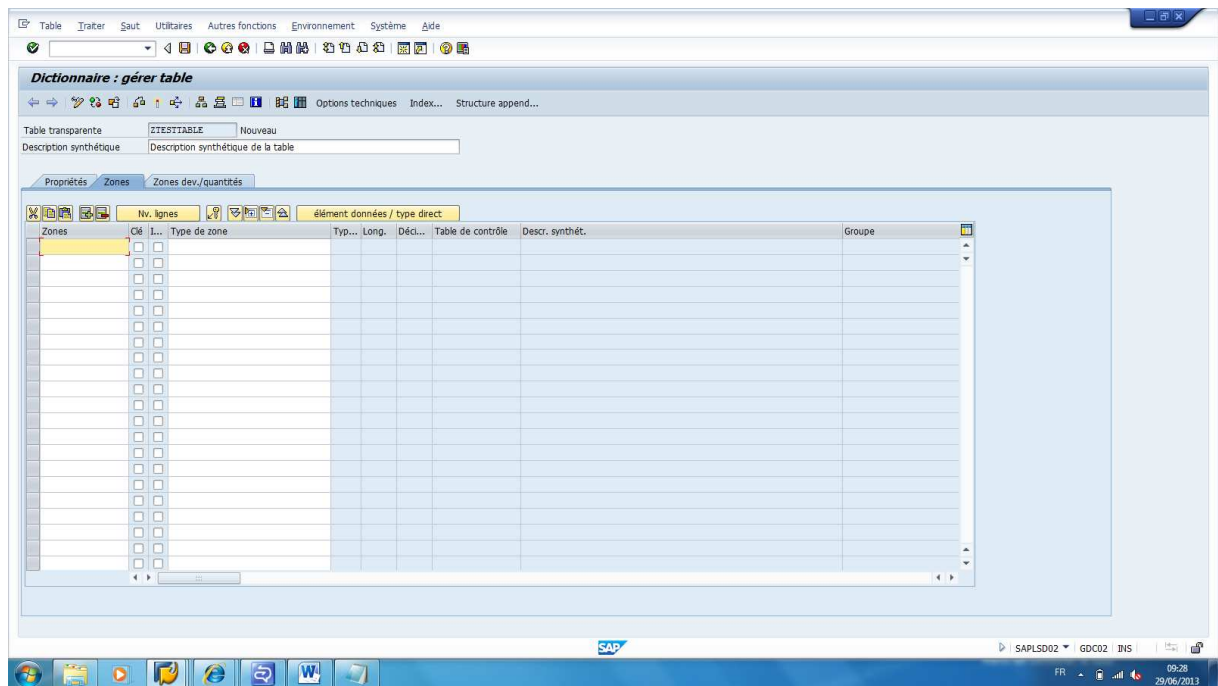 Table Traiter Saut Utilitaires Autres fonctions Environnement Système Aide
Dictionnaire : gérer table
Options techniques Index... Structure append...
Table transparente ZTESTTABLE Nouveau
Description synthétique Description synthétique de la table
Propriétés Zones Zones dev./quantités
Nv. lignes élément données / type direct
Zones Clé I... Type de zone Typ... Long. Déci... Table de contrôle Descr. synthét. Groupe
SAP SAPLSD02 GDC02 INS
FR 09:28
29/06/2013